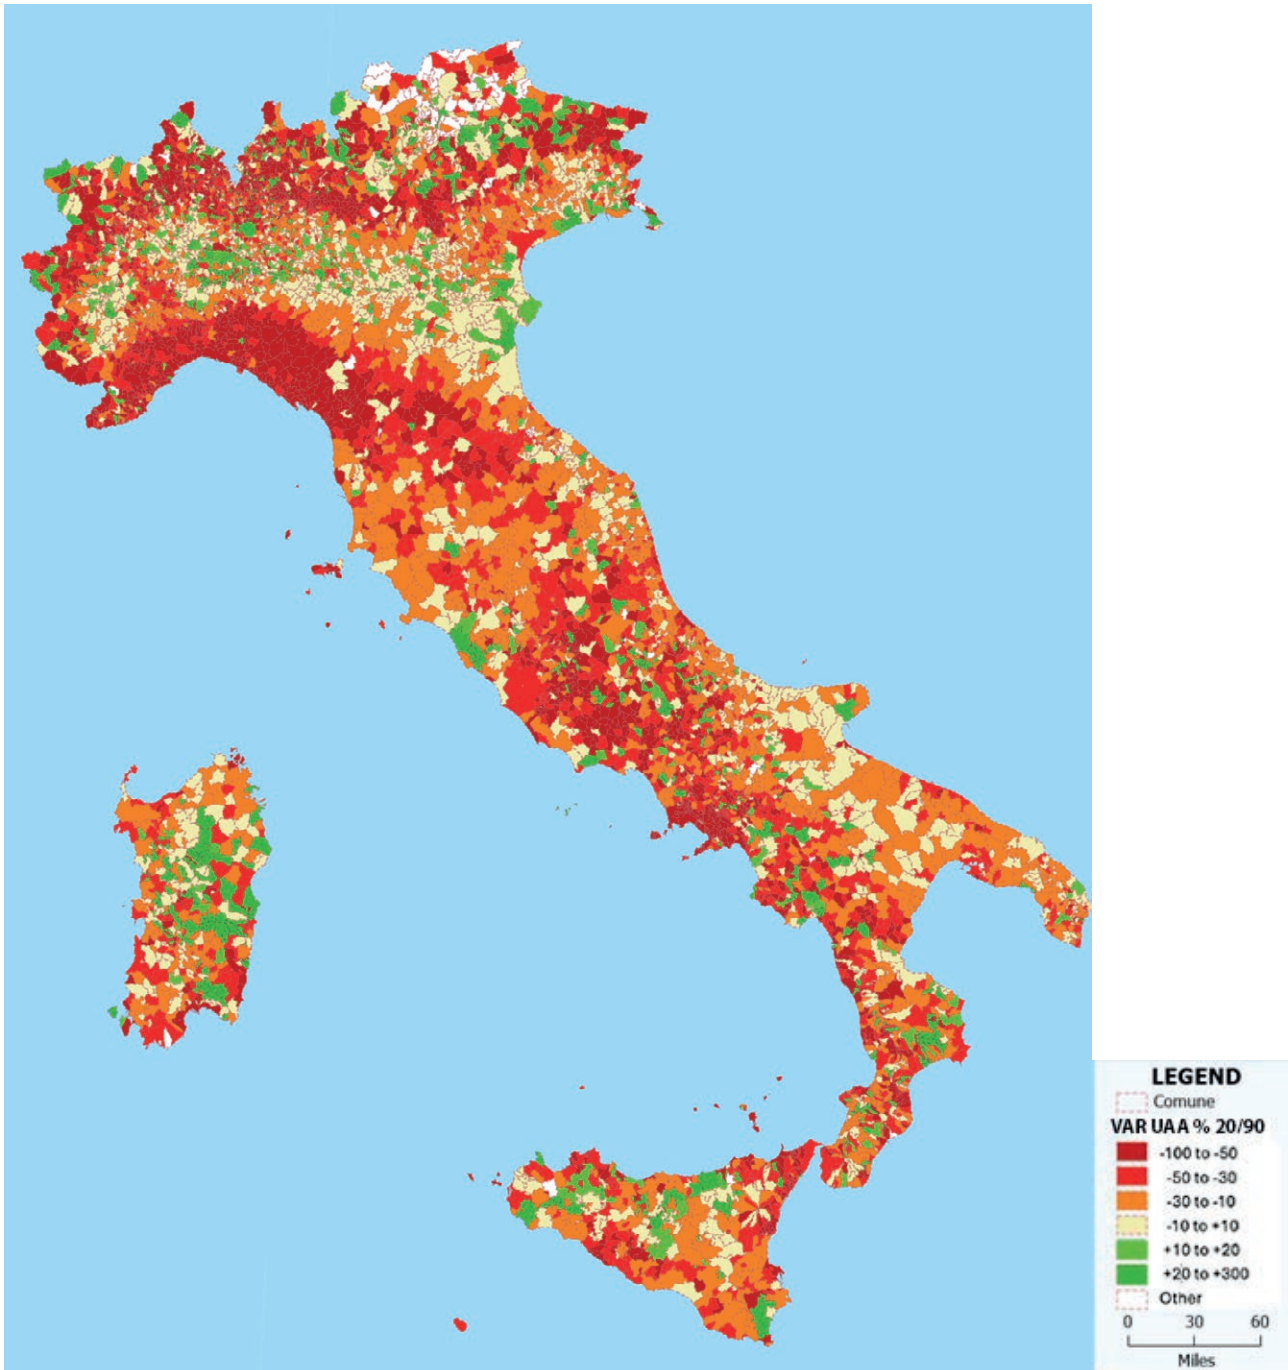 LEGEND
Comune
VAR UAA % 20/90
-100 to -50
-50 to -30
-30 to -10
-10 to +10
+10 to +20
+20 to +300
Other
0 30 60
Miles